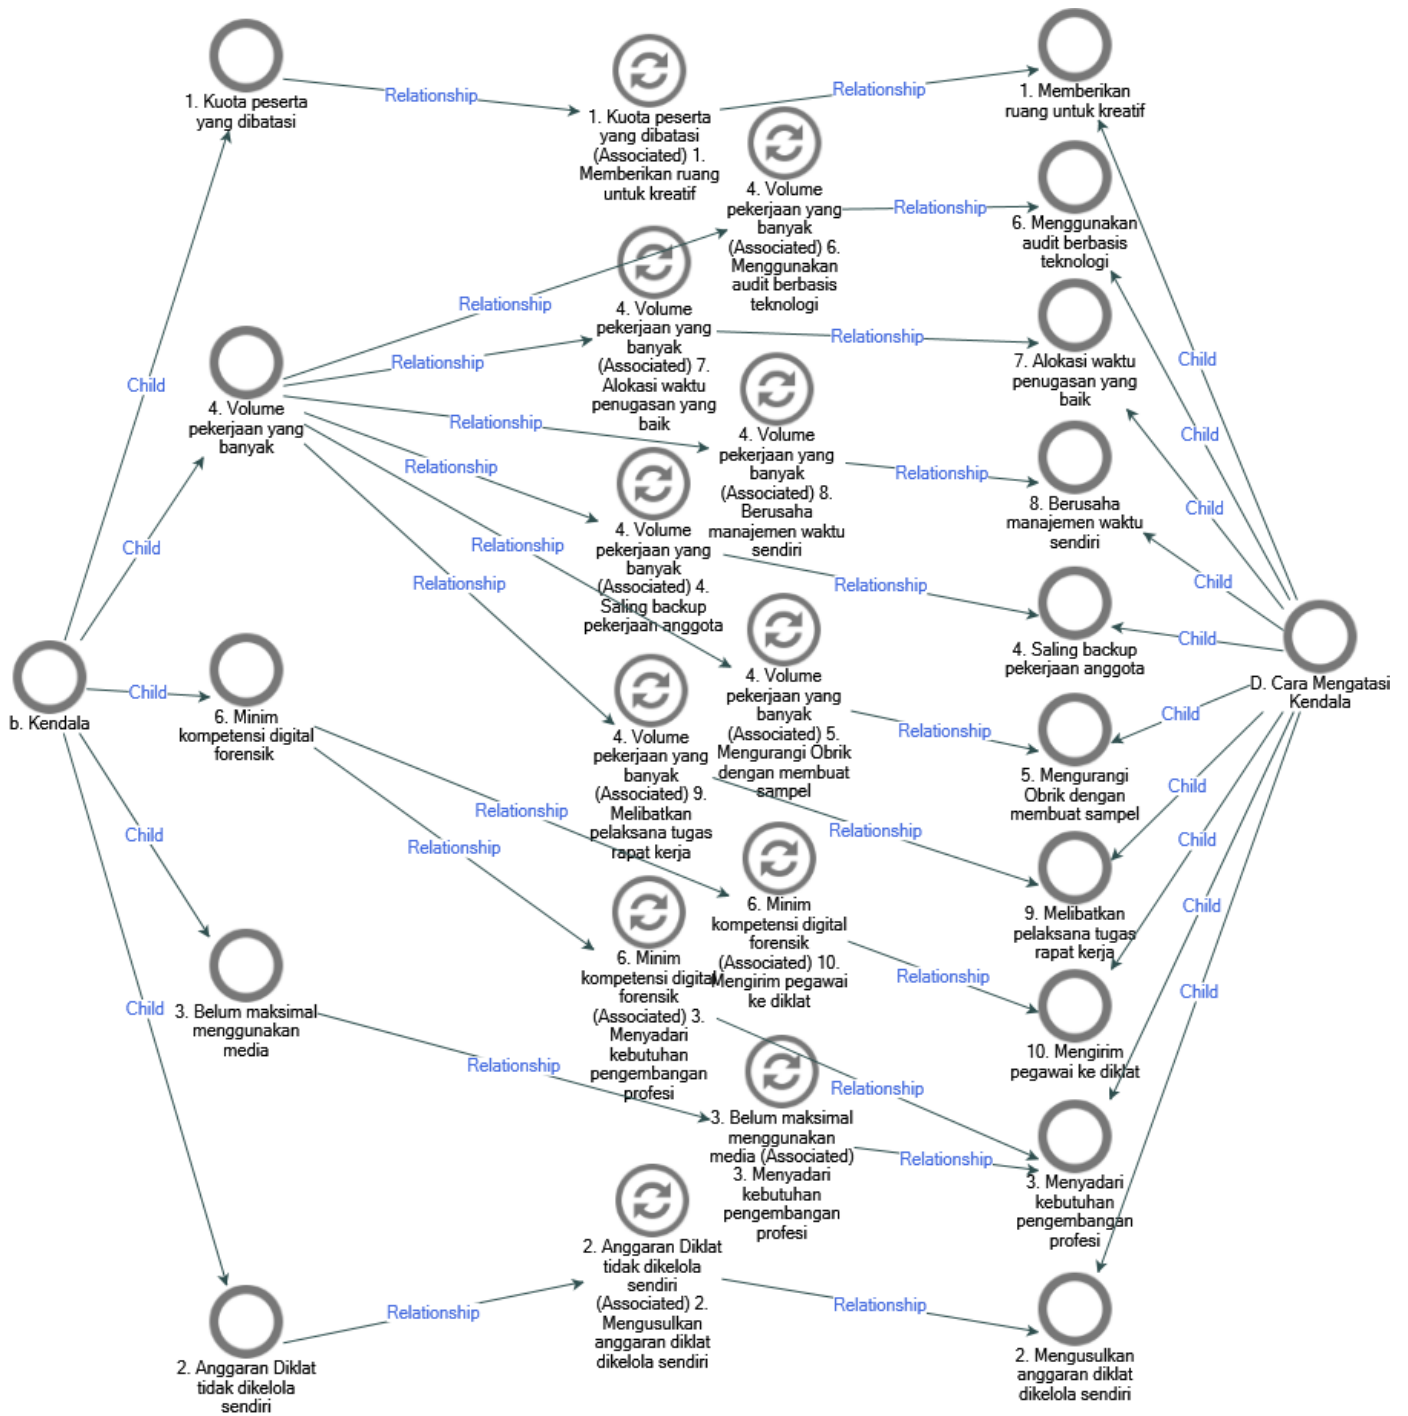 1. Kuota peserta
yang dibatasi
4. Volume
pekerjaan yang
banyak
b. Kendala
6. Minim
kompetensi digital
forensik
3. Belum maksimal
menggunakan
media
2. Anggaran Diklat
tidak dikelola
sendiri
Child
Child
Child
Child
Child
Relationship
Relationship
Relationship
Relationship
Relationship
Relationship
Relationship
Relationship
Relationship
Relationship
Relationship
1. Kuota peserta
yang dibatasi
(Associated) 1.
Memberikan ruang
untuk kreatif
4. Volume
pekerjaan yang
banyak
(Associated) 6.
Menggunakan
audit berbasis
teknologi
4. Volume
pekerjaan yang
banyak
(Associated) 7.
Alokasi waktu
penugasan yang
baik
4. Volume
pekerjaan yang
banyak
(Associated) 8.
Berusaha
manajemen waktu
sendiri
4. Volume
pekerjaan yang
banyak
(Associated) 4.
Saling backup
pekerjaan anggota
4. Volume
pekerjaan yang
banyak
(Associated) 5.
Mengurangi Obrik
dengan membuat
sampel
4. Volume
pekerjaan yang
banyak
(Associated) 9.
Melibatkan
pelaksana tugas
rapat kerja
6. Minim
kompetensi digital
forensik
(Associated) 10.
Mengirim pegawai
ke diklat
6. Minim
kompetensi digital
forensik
(Associated) 3.
Menyadari
kebutuhan
pengembangan
profesi
3. Belum maksimal
menggunakan
media (Associated)
3. Menyadari
kebutuhan
pengembangan
profesi
2. Anggaran Diklat
tidak dikelola
sendiri
(Associated) 2.
Mengusulkan
anggaran diklat
dikelola sendiri
Relationship
Relationship
Relationship
Relationship
Relationship
Relationship
Relationship
Relationship
Relationship
Relationship
Relationship
1. Memberikan
ruang untuk kreatif
6. Menggunakan
audit berbasis
teknologi
7. Alokasi waktu
penugasan yang
baik
8. Berusaha
manajemen waktu
sendiri
4. Saling backup
pekerjaan anggota
5. Mengurangi
Obrik dengan
membuat sampel
9. Melibatkan
pelaksana tugas
rapat kerja
10. Mengirim
pegawai ke diklat
3. Menyadari
kebutuhan
pengembangan
profesi
2. Mengusulkan
anggaran diklat
dikelola sendiri
Child
Child
Child
Child
Child
Child
Child
Child
Child
Child
D. Cara Mengatasi
Kendala